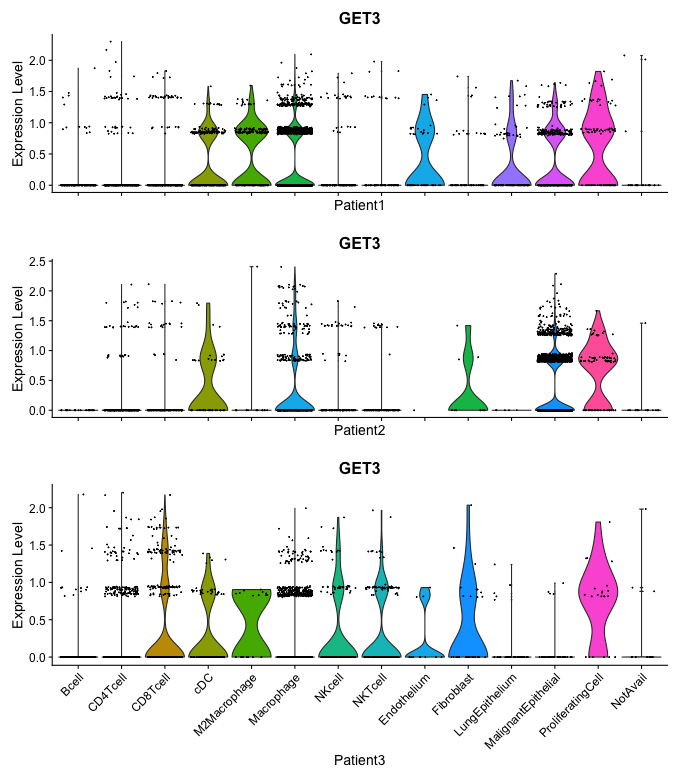 GET3
Expression Level
2.0
1.5
1.0
0.5
0.0
Patient1
GET3
Expression Level
2.5
2.0
1.5
1.0
0.5
0.0
Patient2
GET3
Expression Level
2.0
1.5
1.0
0.5
0.0
Bcell
CD4Tcell
CD8Tcell
cDC
M2Macrophage
Macrophage
NKcell
NKTcell
Endothelium
Fibroblast
LungEpithelium
MalignantEpithelial
ProliferatingCell
NotAvail
Patient3